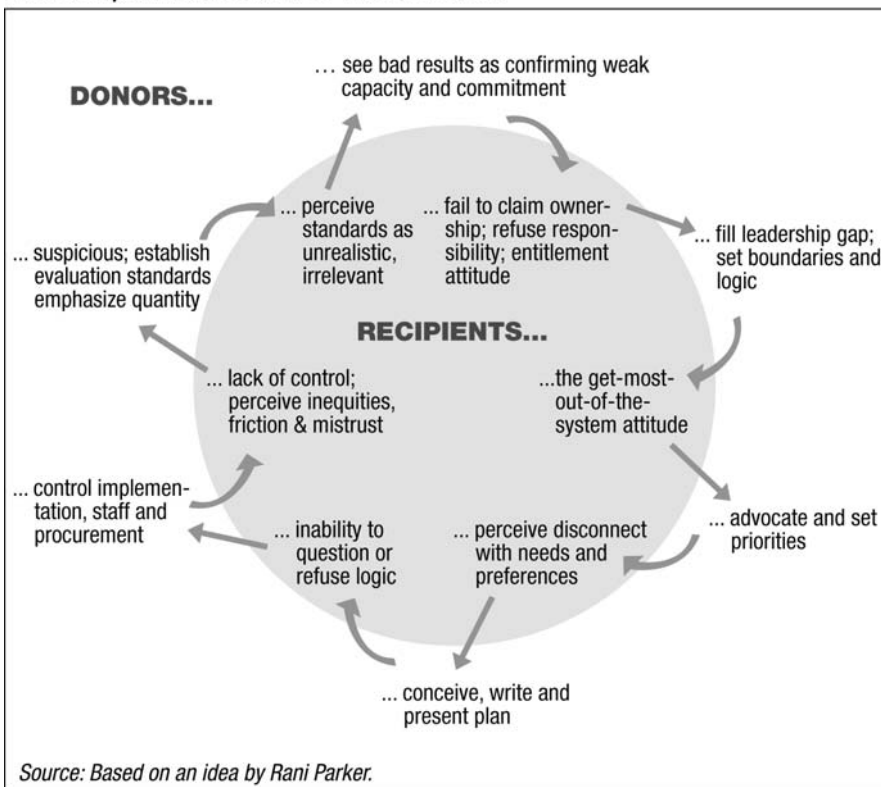 DONORS...
… see bad results as confirming weak
capacity and commitment
... perceive
standards as
unrealistic,
irrelevant
... fail to claim owner-
ship; refuse respon-
sibility; entitlement
attitude
... fill leadership gap;
set boundaries and
logic
... suspicious; establish
evaluation standards
emphasize quantity
RECIPIENTS...
... lack of control;
perceive inequities,
friction & mistrust
...the get-most-
out-of-the-
system attitude
... control implemen-
tation, staff and
procurement
... inability to
question or
refuse logic
... perceive disconnect
with needs and
preferences
... advocate and set
priorities
... conceive, write and
present plan
Source: Based on an idea by Rani Parker.